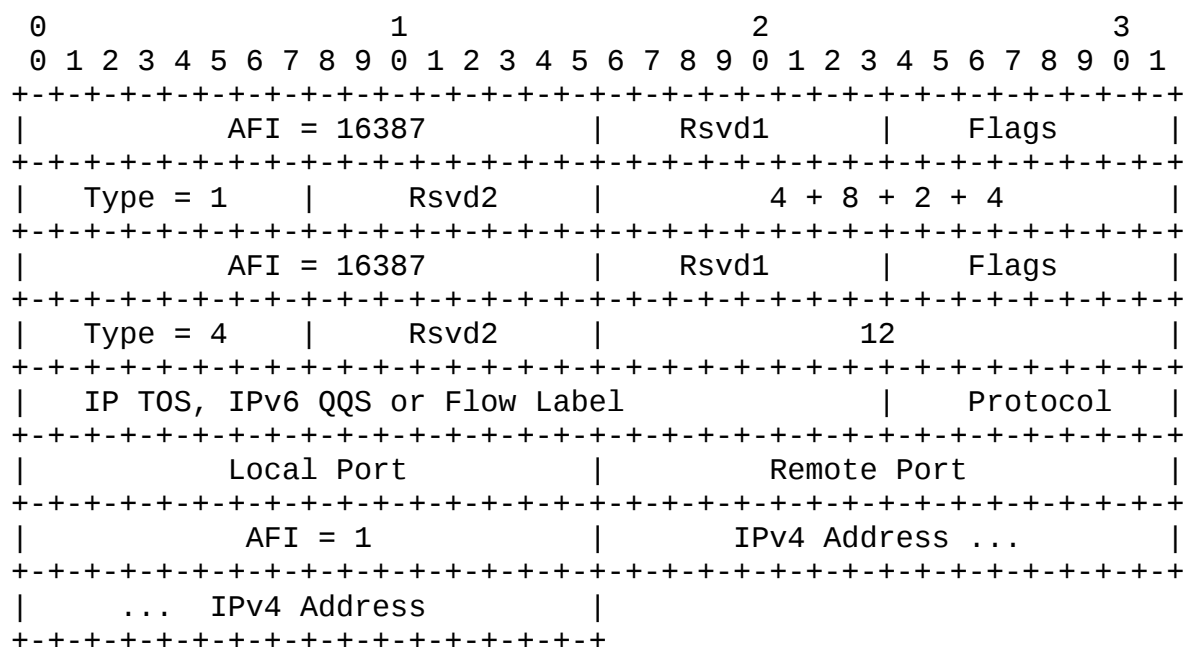 0                   1                   2                   3
 0 1 2 3 4 5 6 7 8 9 0 1 2 3 4 5 6 7 8 9 0 1 2 3 4 5 6 7 8 9 0 1
+-+-+-+-+-+-+-+-+-+-+-+-+-+-+-+-+-+-+-+-+-+-+-+-+-+-+-+-+-+-+-+-+
|           AFI = 16387         |    Rsvd1      |    Flags      |
+-+-+-+-+-+-+-+-+-+-+-+-+-+-+-+-+-+-+-+-+-+-+-+-+-+-+-+-+-+-+-+-+
|   Type = 1    |     Rsvd2     |         4 + 8 + 2 + 4         |
+-+-+-+-+-+-+-+-+-+-+-+-+-+-+-+-+-+-+-+-+-+-+-+-+-+-+-+-+-+-+-+-+
|           AFI = 16387         |    Rsvd1      |    Flags      |
+-+-+-+-+-+-+-+-+-+-+-+-+-+-+-+-+-+-+-+-+-+-+-+-+-+-+-+-+-+-+-+-+
|   Type = 4    |     Rsvd2     |              12               |
+-+-+-+-+-+-+-+-+-+-+-+-+-+-+-+-+-+-+-+-+-+-+-+-+-+-+-+-+-+-+-+-+
|   IP TOS, IPv6 QQS or Flow Label              |    Protocol   |
+-+-+-+-+-+-+-+-+-+-+-+-+-+-+-+-+-+-+-+-+-+-+-+-+-+-+-+-+-+-+-+-+
|           Local Port          |         Remote Port           |
+-+-+-+-+-+-+-+-+-+-+-+-+-+-+-+-+-+-+-+-+-+-+-+-+-+-+-+-+-+-+-+-+
|            AFI = 1            |       IPv4 Address ...        |
+-+-+-+-+-+-+-+-+-+-+-+-+-+-+-+-+-+-+-+-+-+-+-+-+-+-+-+-+-+-+-+-+
|     ...  IPv4 Address         |
+-+-+-+-+-+-+-+-+-+-+-+-+-+-+-+-+